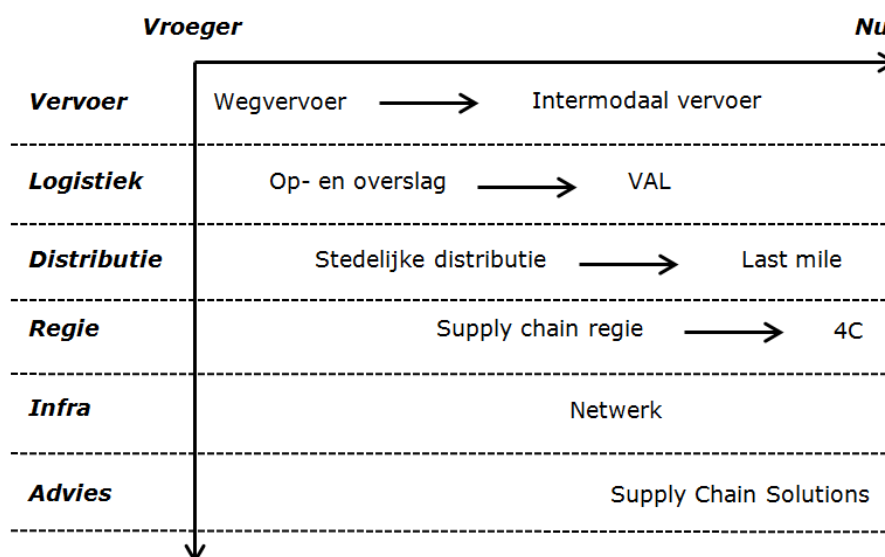 Vroeger Nu
Vervoer Wegvervoer Intermodaal vervoer
Logistiek Op- en overslag VAL
Distributie Stedelijke distributie Last mile
Regie Supply chain regie 4C
Infra Netwerk
Advies Supply Chain Solutions